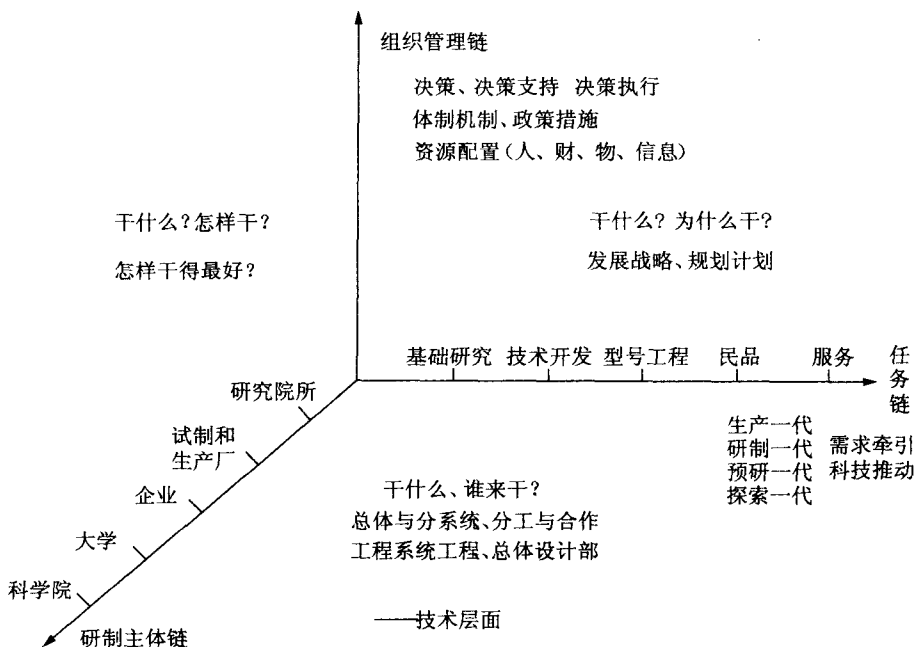 组织管理链
决策、决策支持 决策执行
体制机制、政策措施
资源配置(人、财、物、信息)
干什么?怎样干?
怎样干得最好?
干什么?为什么干?
发展战略、规划计划
基础研究 技术开发 型号工程 民品 服务
任务链
研究院所
试制和
生产厂
企业
大学
科学院
研制主体链
生产一代
研制一代
预研一代
探索一代
需求牵引
科技推动
干什么、谁来干?
总体与分系统、分工与合作
工程系统工程、总体设计部
——技术层面